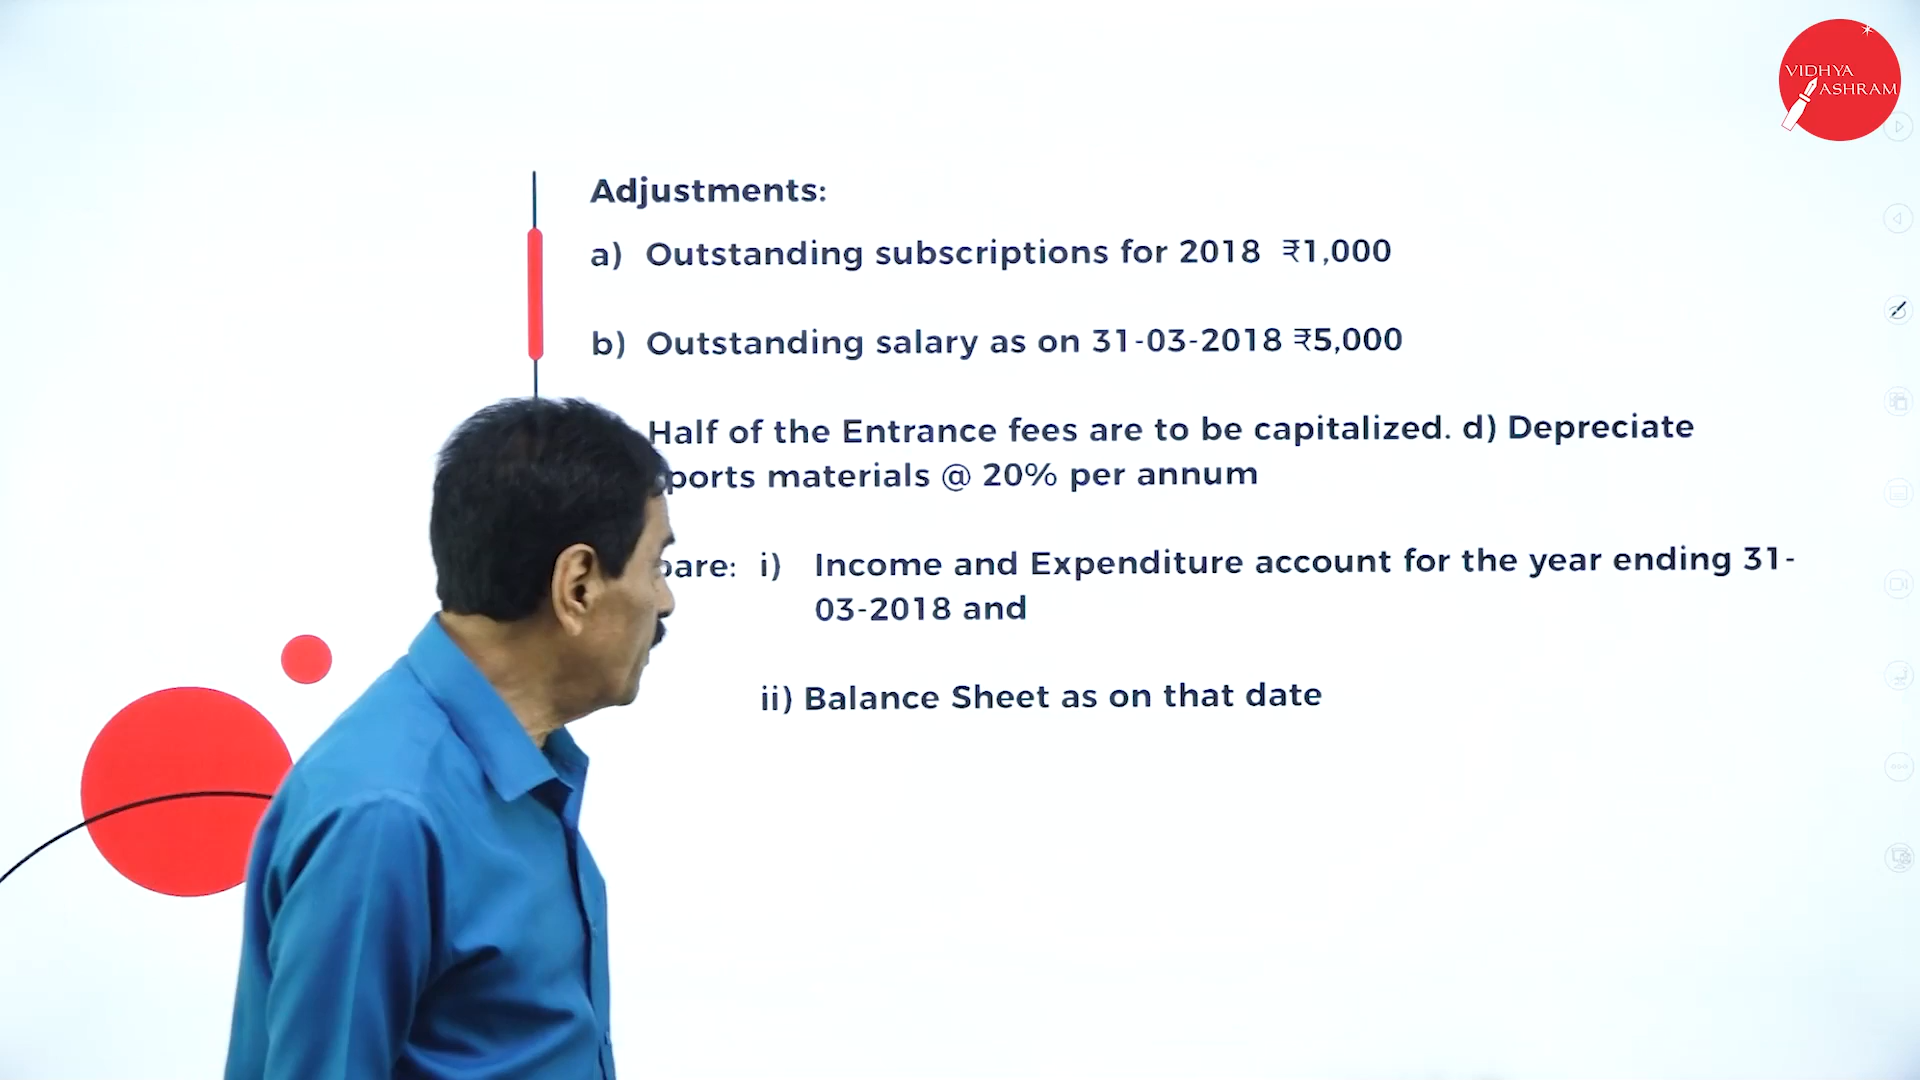 VIDHYA
ASHRAM
Adjustments:
a) Outstanding subscriptions for 2018 ₹1,000
b) Outstanding salary as on 31-03-2018 ₹5,000
Half of the Entrance fees are to be capitalized. d) Depreciate
materials @ 20% per annum
i) Income and Expenditure account for the year ending 31-
03-2018 and
ii) Balance Sheet as on that date